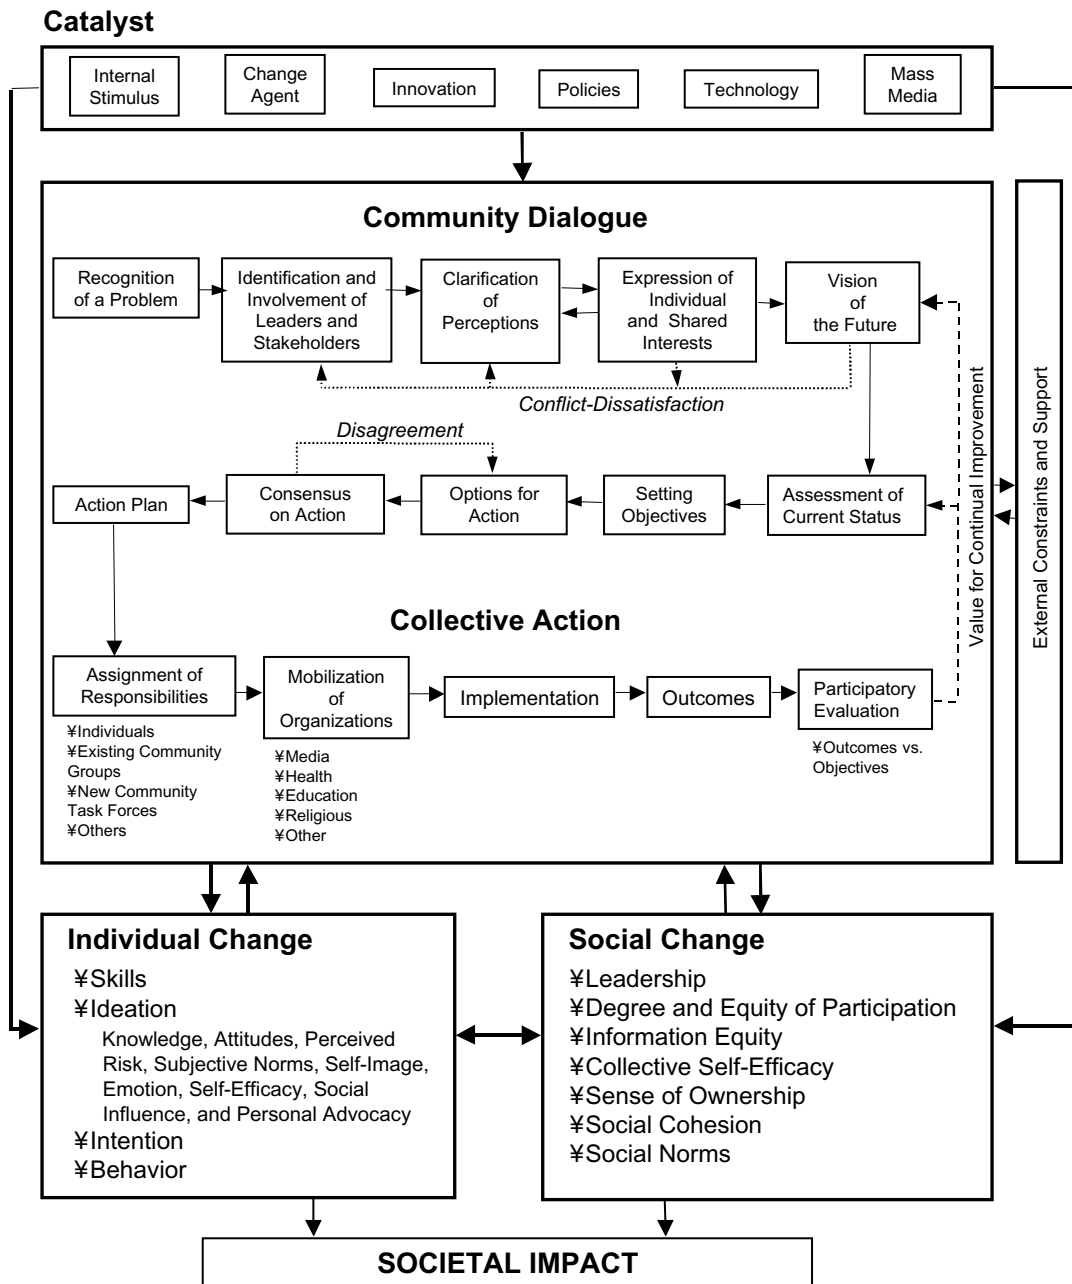 Catalyst
Internal
Stimulus
Change
Agent
Innovation
Policies
Technology
Mass
Media
Community Dialogue
Recognition
of a Problem
Identification and
Involvement of
Leaders and
Stakeholders
Clarification
of
Perceptions
Expression of
Individual
and Shared
Interests
Vision
of
the Future
Conflict-Dissatisfaction
Disagreement
Action Plan
Consensus
on Action
Options for
Action
Setting
Objectives
Assessment of
Current Status
Value for Continual Improvement
External Constraints and Support
Collective Action
Assignment of
Responsibilities
¥Individuals
¥Existing Community
Groups
¥New Community
Task Forces
¥Others
Mobilization
of
Organizations
¥Media
¥Health
¥Education
¥Religious
¥Other
Implementation
Outcomes
Participatory
Evaluation
¥Outcomes vs.
Objectives
Individual Change
¥Skills
¥Ideation
Knowledge, Attitudes, Perceived
Risk, Subjective Norms, Self-Image,
Emotion, Self-Efficacy, Social
Influence, and Personal Advocacy
¥Intention
¥Behavior
Social Change
¥Leadership
¥Degree and Equity of Participation
¥Information Equity
¥Collective Self-Efficacy
¥Sense of Ownership
¥Social Cohesion
¥Social Norms
SOCIETAL IMPACT